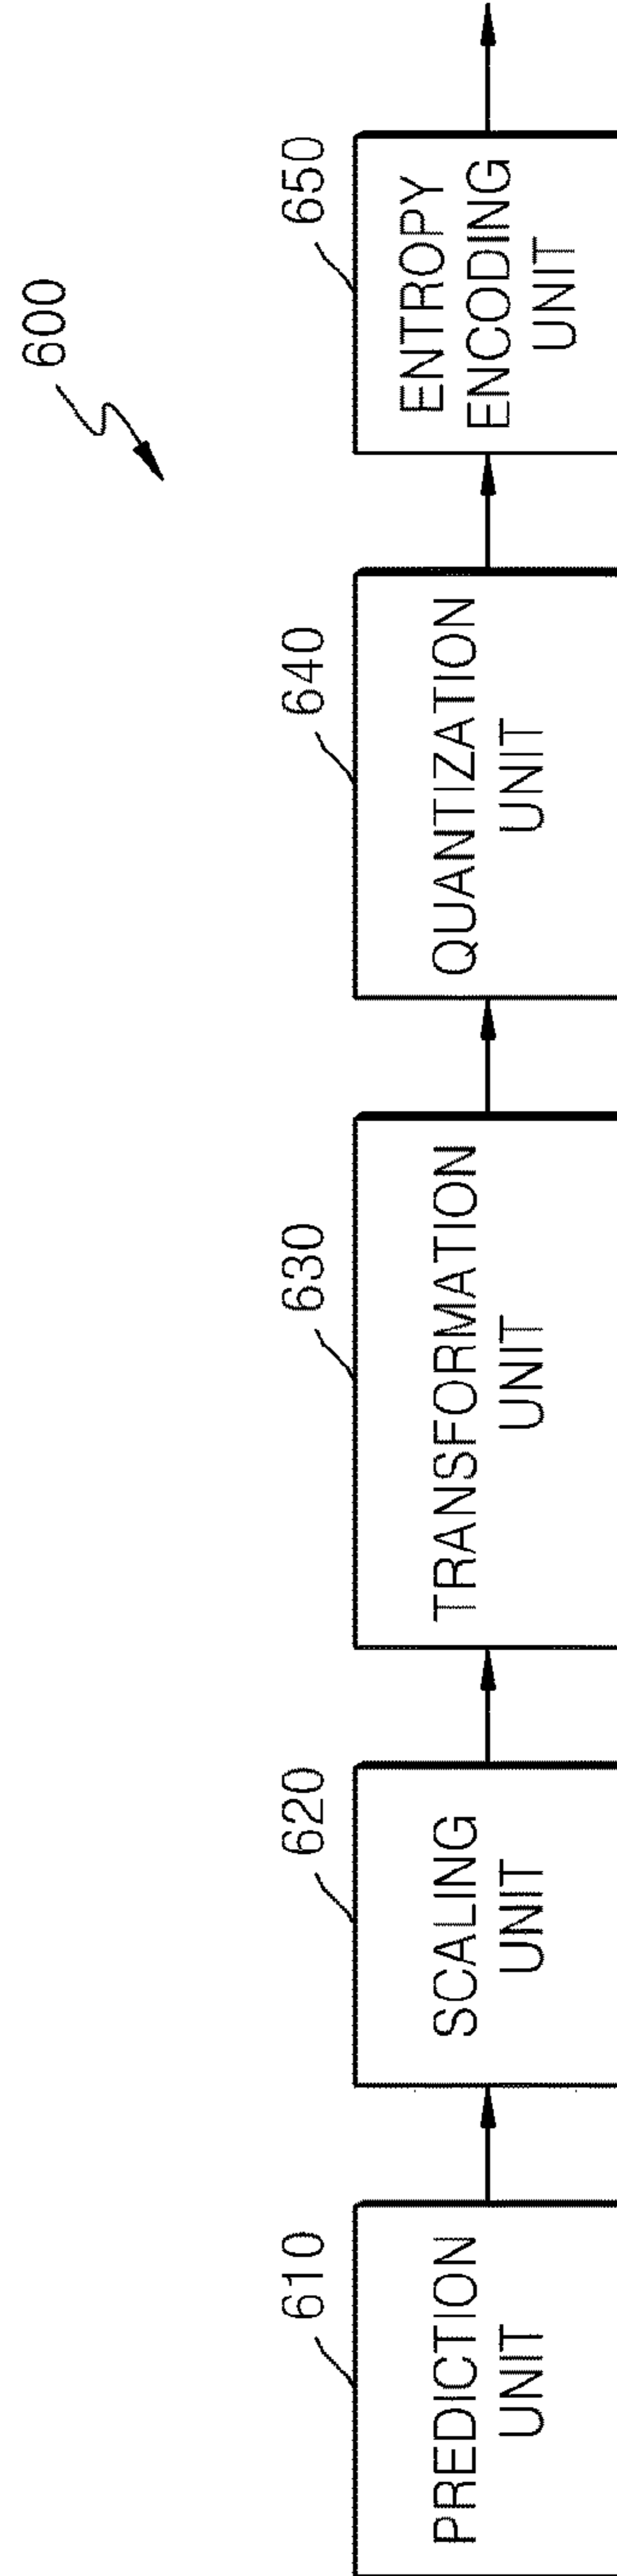 600
610
PREDICTION
UNIT
620
SCALING
UNIT
630
TRANSFORMATION
UNIT
640
QUANTIZATION
UNIT
650
ENTROPY
ENCODING
UNIT